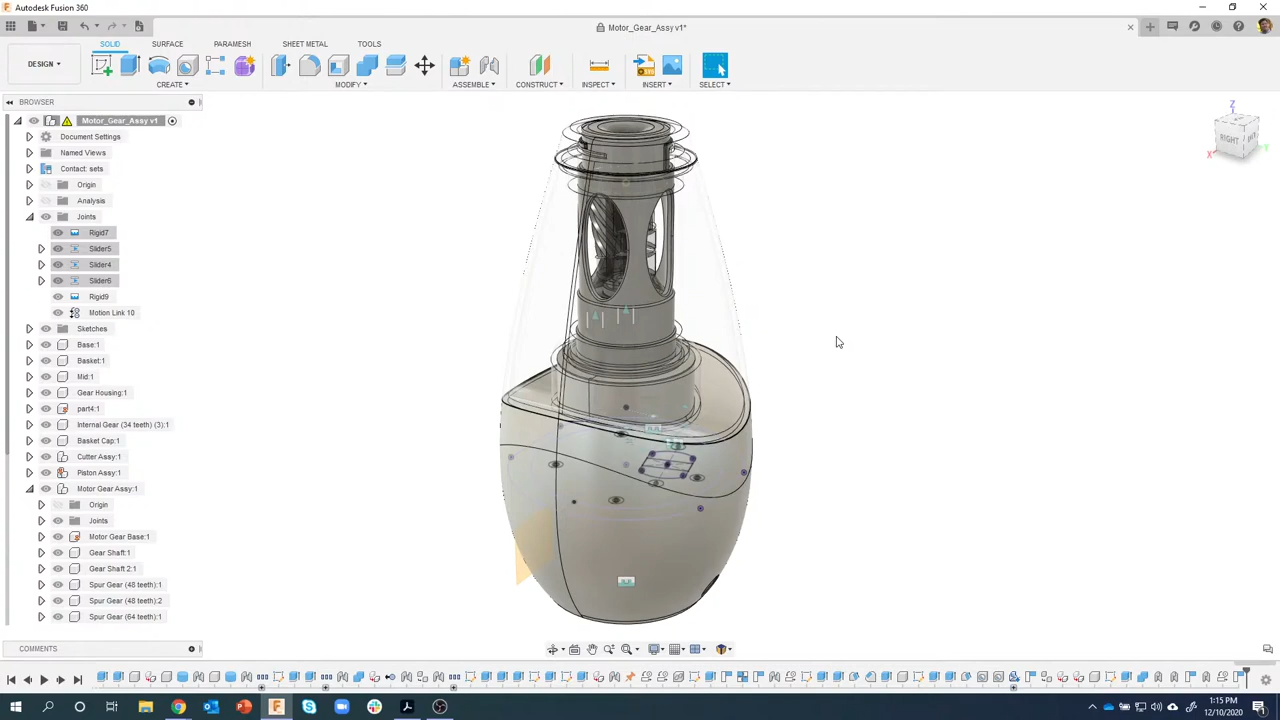 Autodesk Fusion 360
Motor_Gear_Assy v1*
SOLID SURFACE PARAMESH SHEET METAL TOOLS
DESIGN
CREATE MODIFY ASSEMBLE CONSTRUCT INSPECT INSERT SELECT
BROWSER
Motor_Gear_Assy v1
Document Settings
Named Views
Contact: sets
Origin
Analysis
Joints
Rigid7
Slider5
Slider4
Slider6
Rigid9
Motion Link 10
Sketches
Base:1
Basket:1
Mid:1
Gear Housing:1
part4:1
Internal Gear (34 teeth) (3):1
Basket Cap:1
Cutter Assy:1
Piston Assy:1
Motor Gear Assy:1
Origin
Joints
Motor Gear Base:1
Gear Shaft:1
Gear Shaft 2:1
Spur Gear (48 teeth):1
Spur Gear (48 teeth):2
Spur Gear (64 teeth):1
COMMENTS
Z
RIGHT
X
Y
1:15 PM
12/10/2020